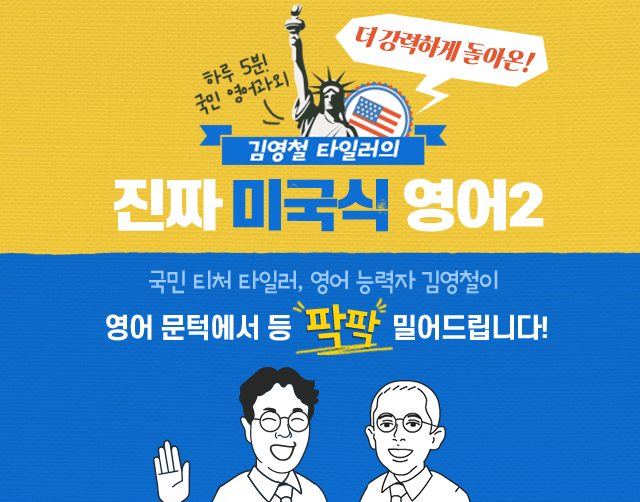 더 강력하게 돌아온!
하루 5분!
국민 영어과외
김영철 타일러의
진짜 미국식 영어2
국민 티처 타일러, 영어 능력자 김영철이
영어 문턱에서 등 팍팍 밀어드립니다!